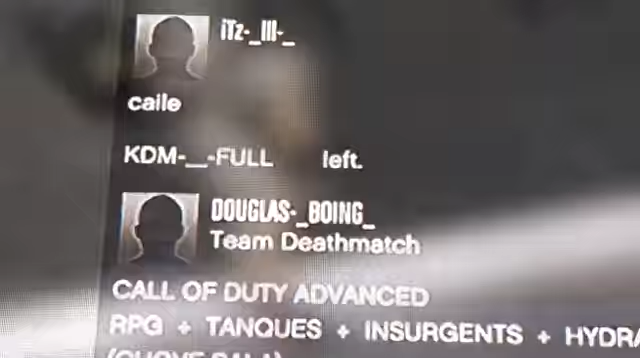 iTz-_lll-_
caile
KDM-__-FULL left.
DOUGLAS-_BOING_
Team Deathmatch
CALL OF DUTY ADVANCED
RPG + TANQUES + INSURGENTS + HYDRA